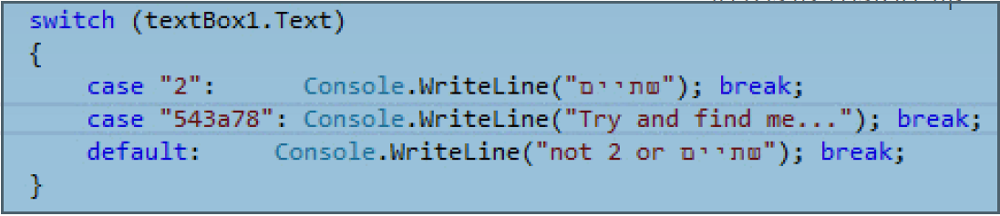 switch (textBox1.Text)
{
case "2": Console.WriteLine("שתיים"); break;
case "543a78": Console.WriteLine("Try and find me..."); break;
default: Console.WriteLine("not 2 or שתיים"); break;
}